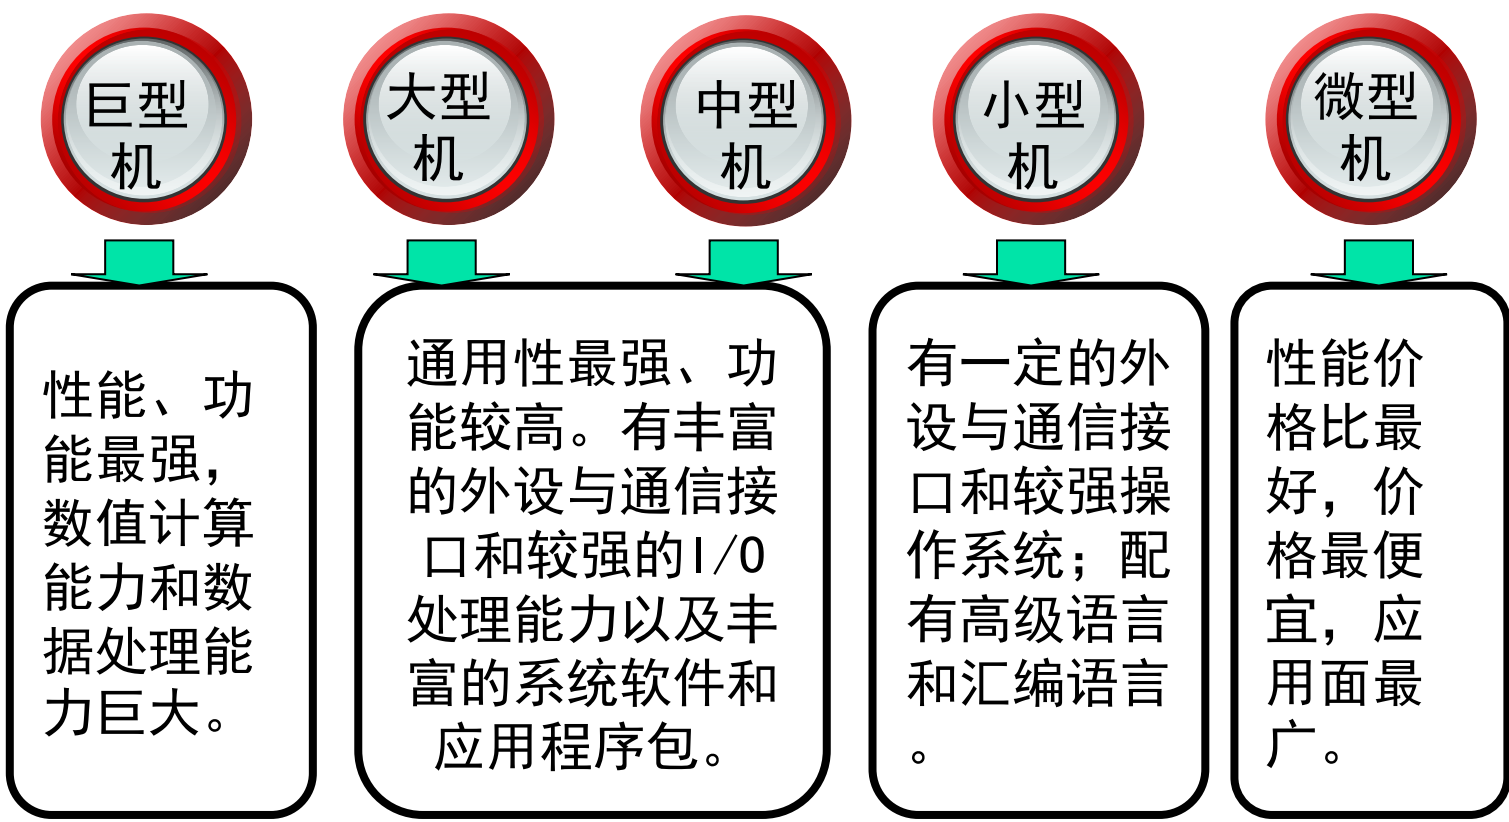 巨型
机
大型
机
中型
机
小型
机
微型
机
性能、功
能最强，
数值计算
能力和数
据处理能
力巨大。
通用性最强、功
能较高。有丰富
的外设与通信接
口和较强的I/O
处理能力以及丰
富的系统软件和
应用程序包。
有一定的外
设与通信接
口和较强操
作系统；配
有高级语言
和汇编语言
。
性能价
格比最
好，价
格最便
宜，应
用面最
广。